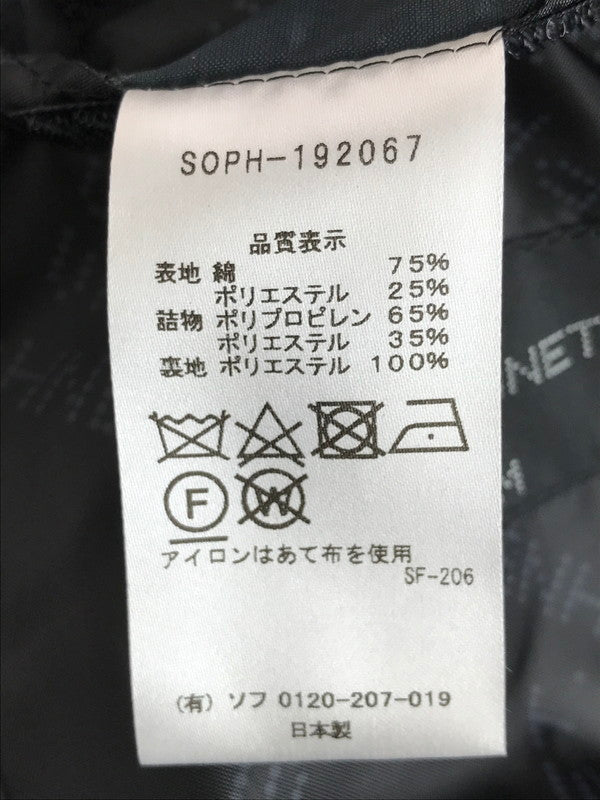 SOPH-192067
品質表示
表地 綿 75%
ポリエステル 25%
詰物 ポリプロピレン 65%
ポリエステル 35%
裏地 ポリエステル 100%
F
W
アイロンはあて布を使用
SF-206
(有) ソフ 0120-207-019
日本製
NET
M